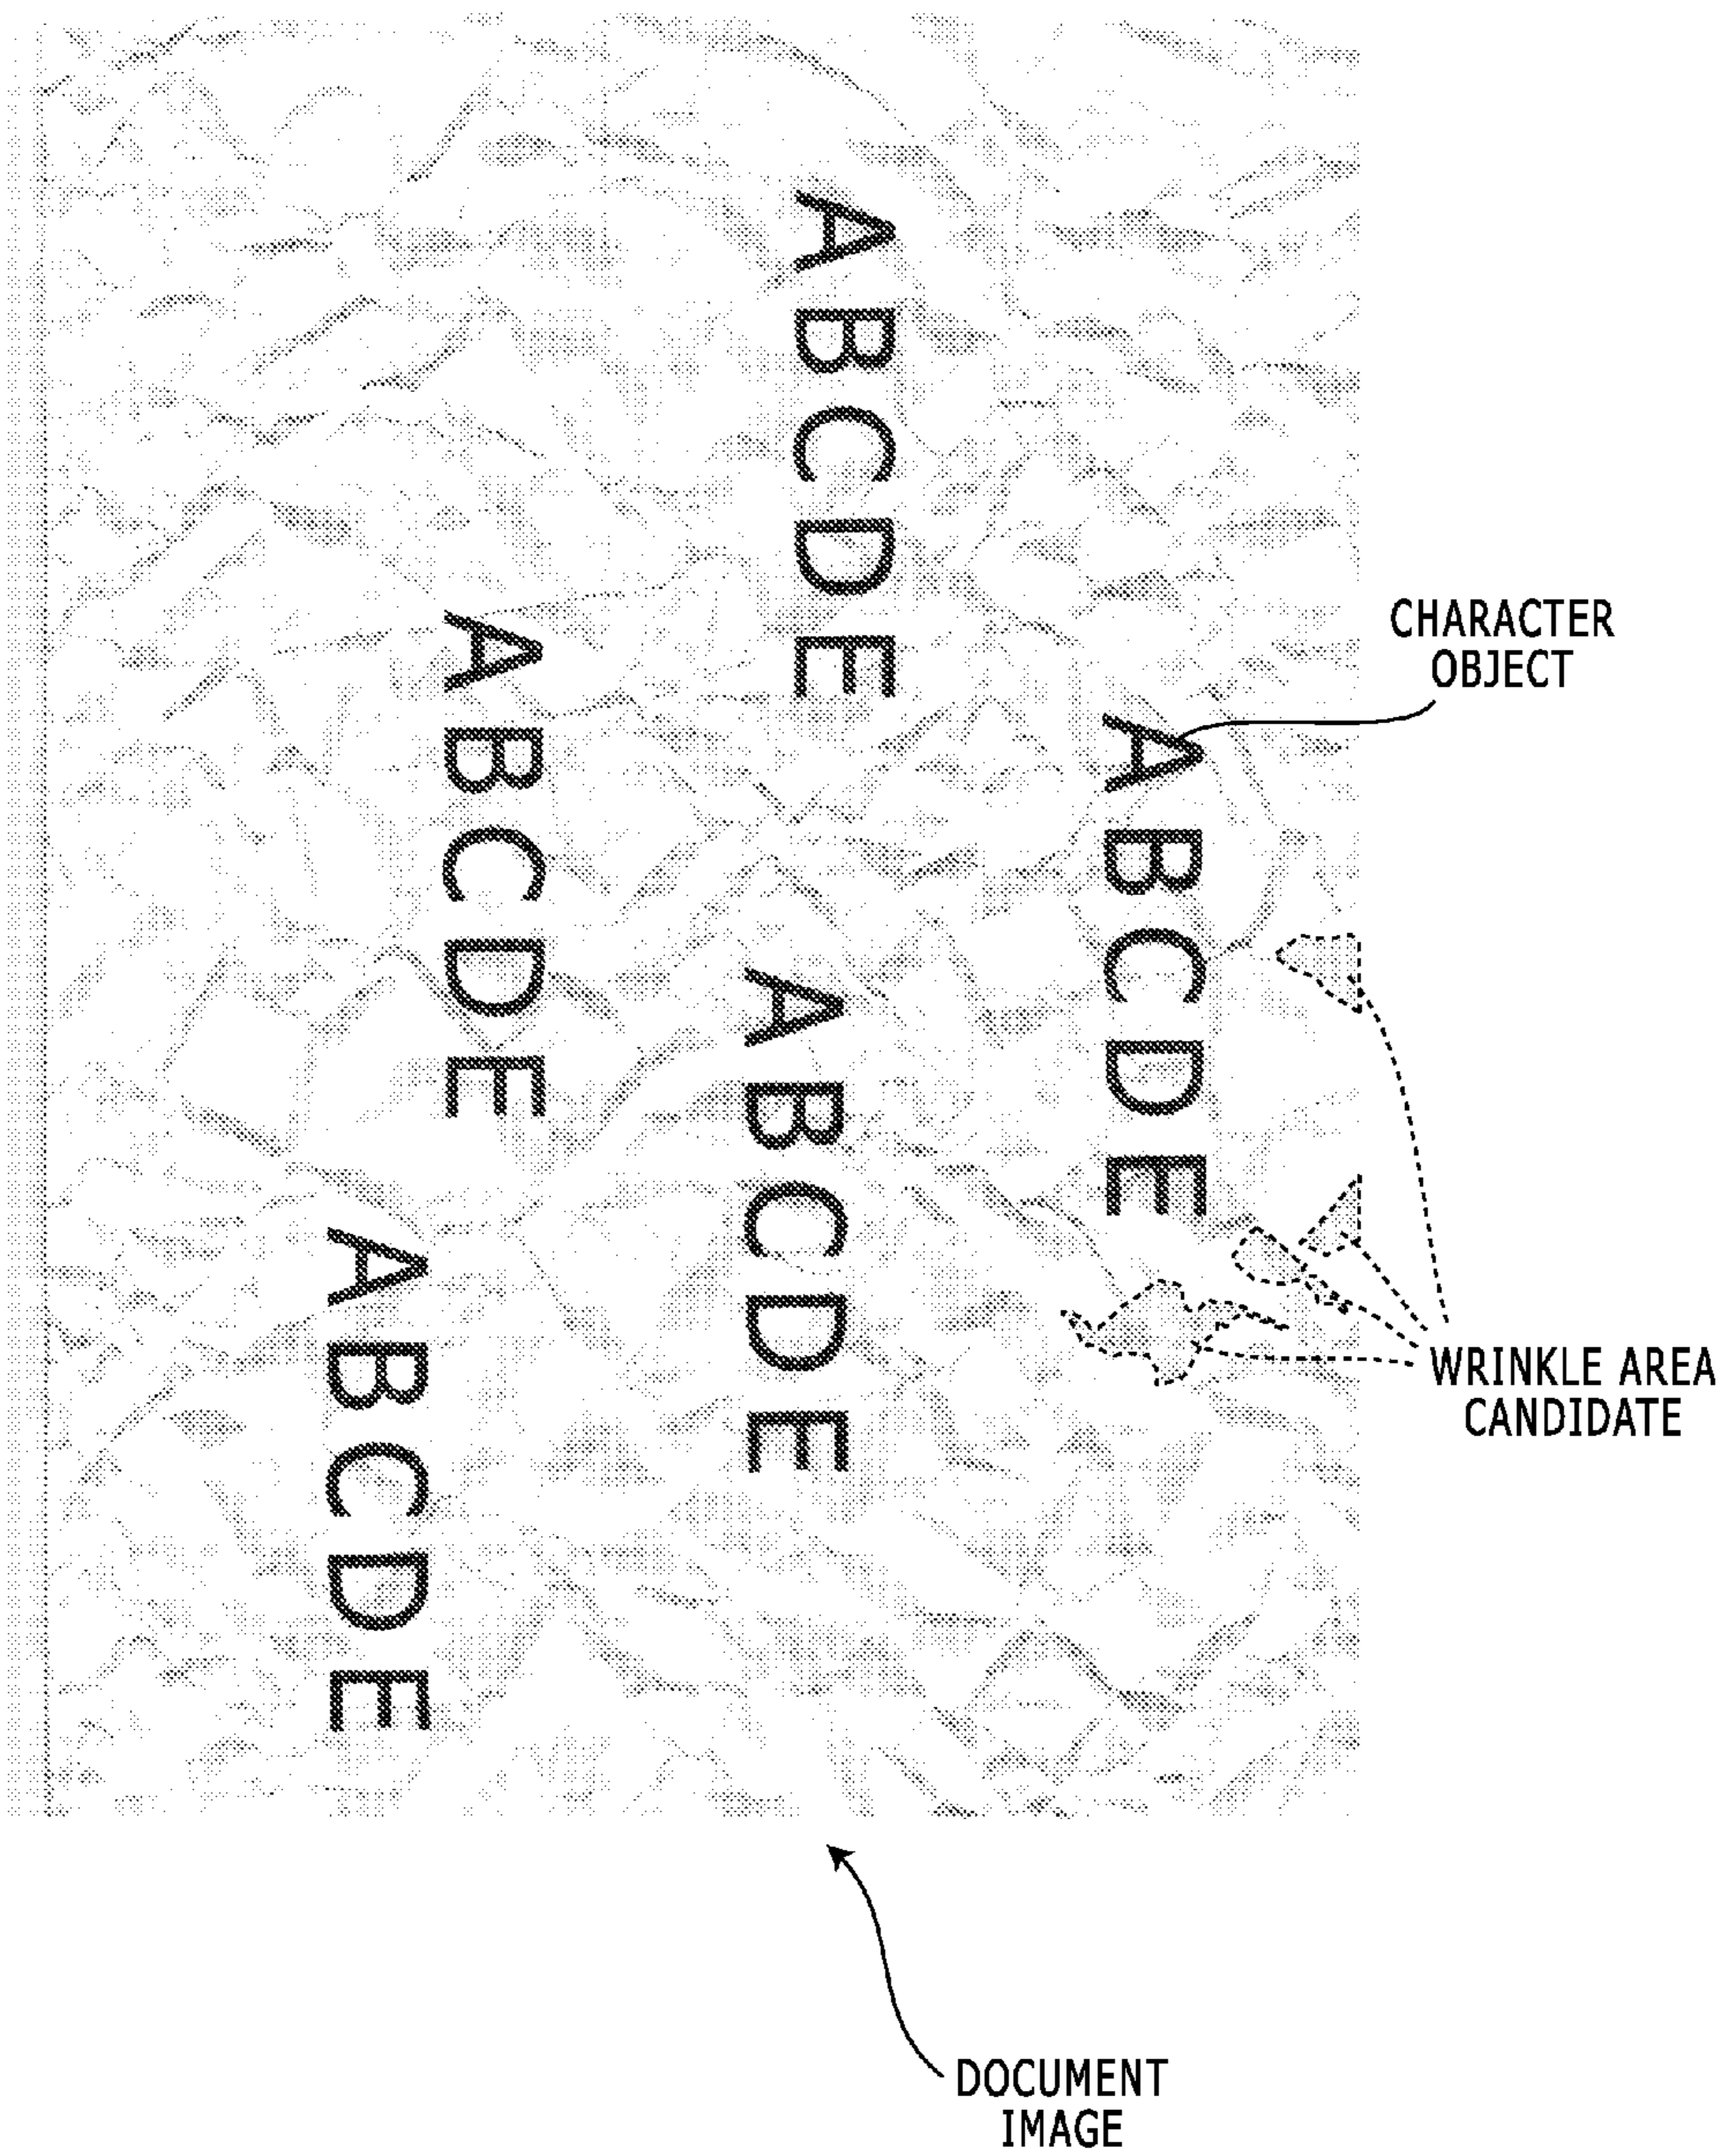 ABCDE
CHARACTER
OBJECT
ABCDE
ABCDE
ABCDE
ABCDE
WRINKLE AREA
CANDIDATE
DOCUMENT
IMAGE